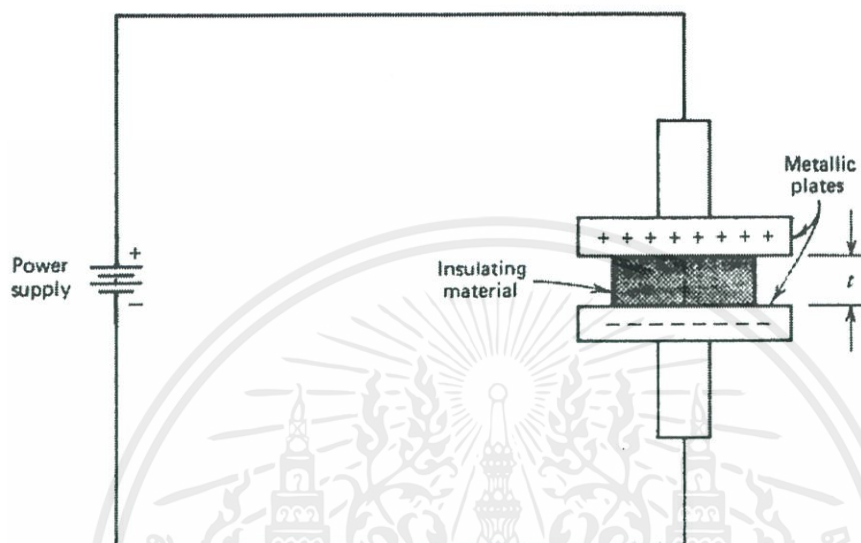 Metallic
plates
+ + + + + + + +
Power
supply
+
−
Insulating
material
t
− − − − − − − −